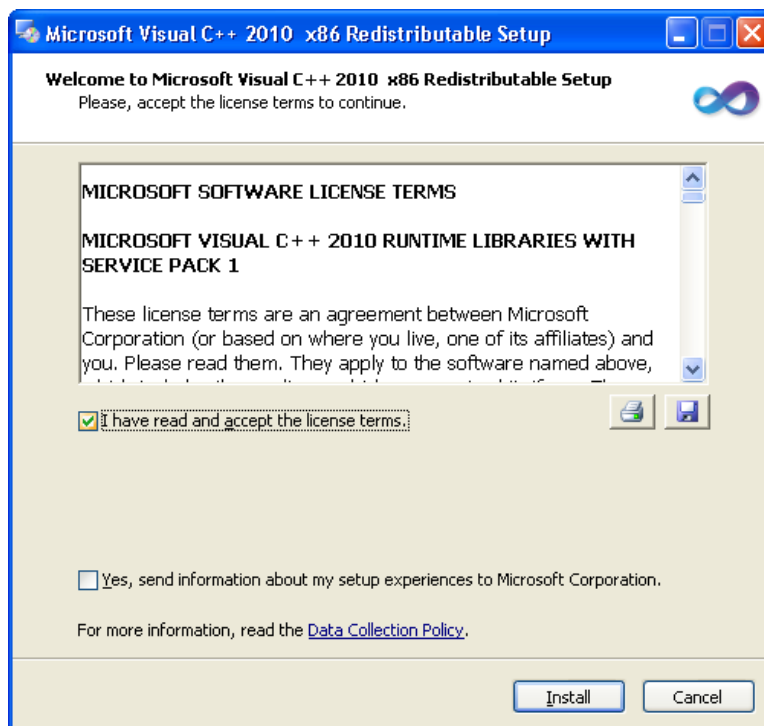 Microsoft Visual C++ 2010  x86 Redistributable Setup
Welcome to Microsoft Visual C++ 2010  x86 Redistributable Setup
Please, accept the license terms to continue.
MICROSOFT SOFTWARE LICENSE TERMS
MICROSOFT VISUAL C++ 2010 RUNTIME LIBRARIES WITH
SERVICE PACK 1
These license terms are an agreement between Microsoft
Corporation (or based on where you live, one of its affiliates) and
you. Please read them. They apply to the software named above,
I have read and accept the license terms.
Yes, send information about my setup experiences to Microsoft Corporation.
For more information, read the Data Collection Policy.
Install
Cancel